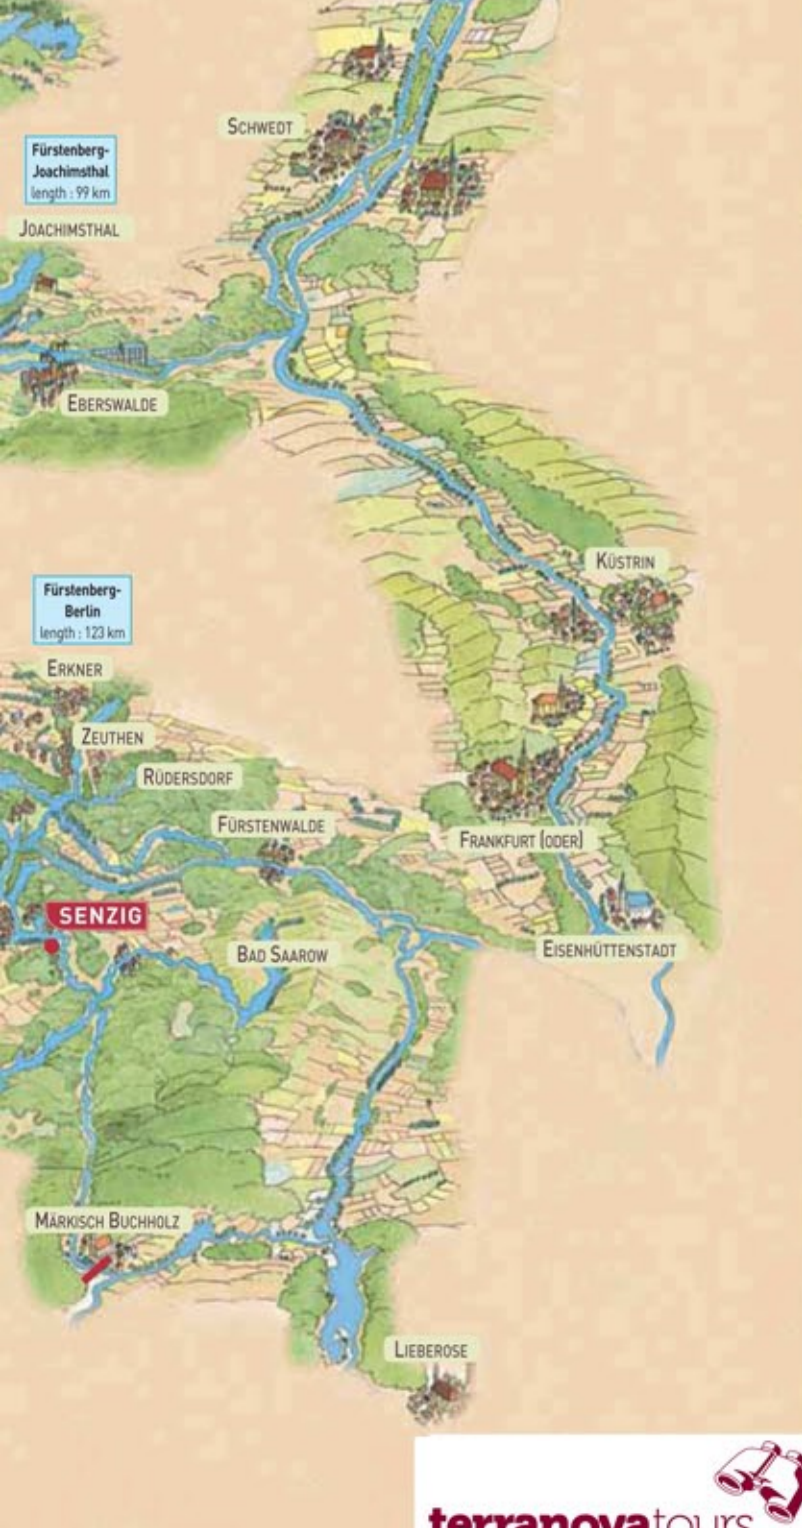 SCHWEDT
Fürstenberg-
Joachimsthal
length : 99 km
JOACHIMSTHAL
EBERSWALDE
KÜSTRIN
Fürstenberg-
Berlin
length : 123 km
ERKNER
ZEUTHEN
RÜDERSDORF
FÜRSTENWALDE
FRANKFURT (ODER)
SENZIG
BAD SAAROW
EISENHÜTTENSTADT
MÄRKISCH BUCHHOLZ
LIEBEROSE
terranovatours